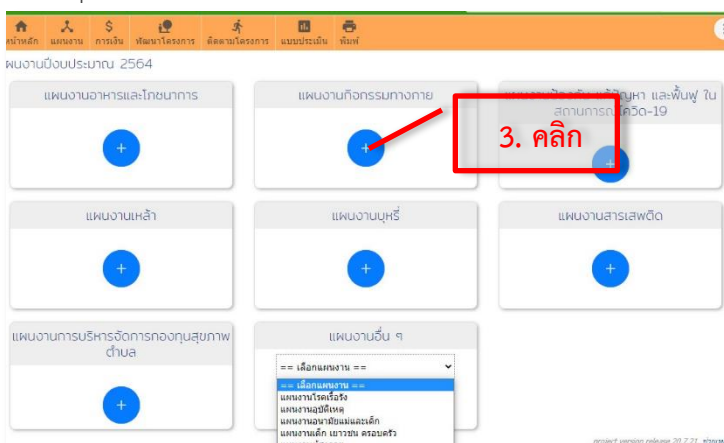 หน้าหลัก แผนงาน การเงิน พัฒนาโครงการ ติดตามโครงการ แบบประเมิน พิมพ์
ผนงานปีงบประมาณ 2564
แผนงานอาหารและโภชนาการ
แผนงานกิจกรรมทางกาย
และฟื้นฟู ใน
3. คลิก
แผนงานเหล้า
แผนงานบุหรี่
แผนงานสารเสพติด
แผนงานการบริหารจัดการกองทุนสุขภาพ
ตำบล
แผนงานอื่น ๆ
== เลือกแผนงาน ==
== เลือกแผนงาน ==
แผนงานโรคเรื้อรัง
แผนงานอุบัติเหตุ
แผนงานอนามัยแม่และเด็ก
แผนงานเด็ก เยาวชน ครอบครัว
project version release 20.7.21